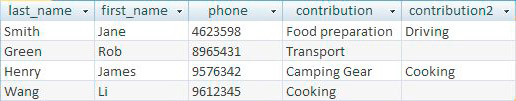 last_name first_name phone contribution contribution2
Smith Jane 4623598 Food preparation Driving
Green Rob 8965431 Transport
Henry James 9576342 Camping Gear Cooking
Wang Li 9612345 Cooking